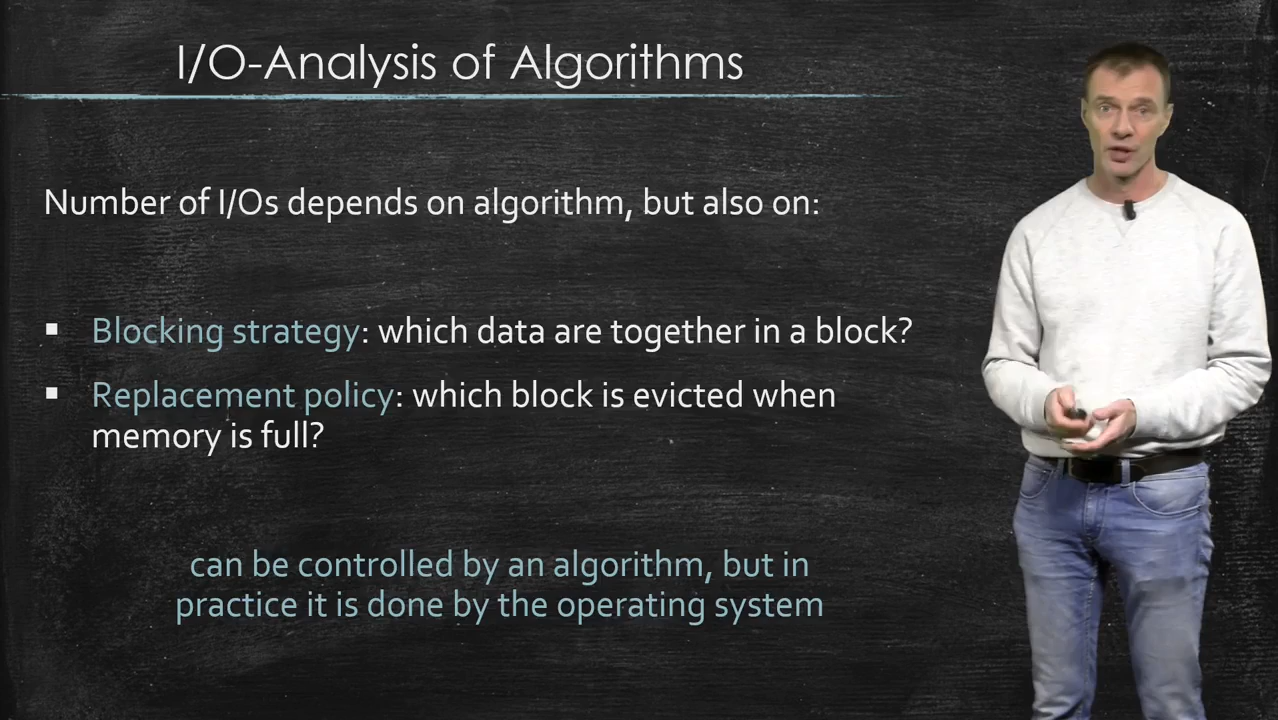 I/O-Analysis of Algorithms
Number of I/Os depends on algorithm, but also on:
▪ Blocking strategy: which data are together in a block?
▪ Replacement policy: which block is evicted when
memory is full?
can be controlled by an algorithm, but in
practice it is done by the operating system